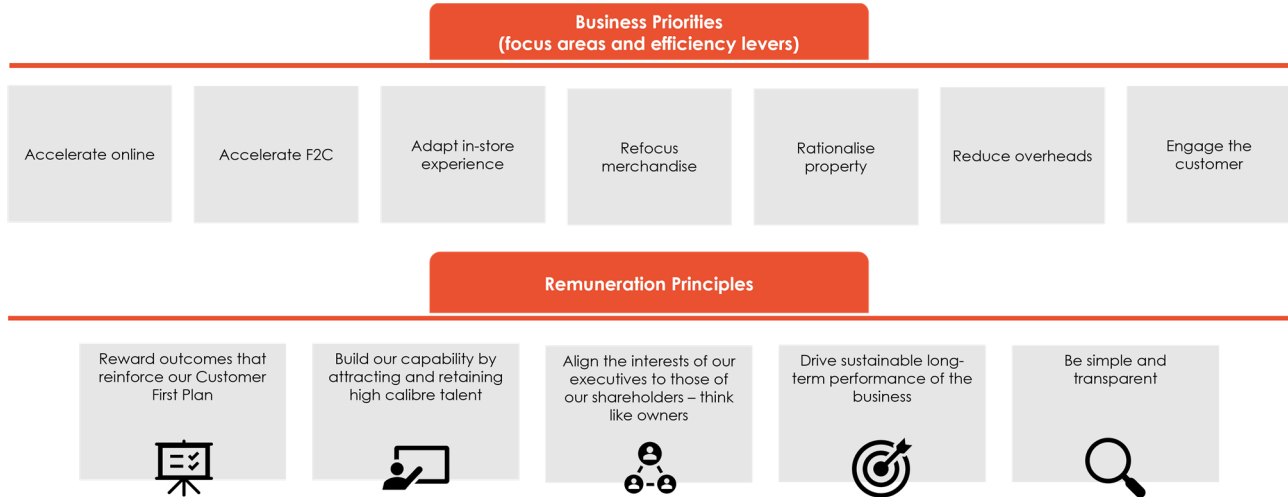 Business Priorities
(focus areas and efficiency levers)
Accelerate online
Accelerate F2C
Adapt in-store
experience
Refocus
merchandise
Rationalise
property
Reduce overheads
Engage the
customer
Remuneration Principles
Reward outcomes that
reinforce our Customer
First Plan
Build our capability by
attracting and retaining
high calibre talent
Align the interests of our
executives to those of
our shareholders – think
like owners
Drive sustainable long-
term performance of the
business
Be simple and
transparent